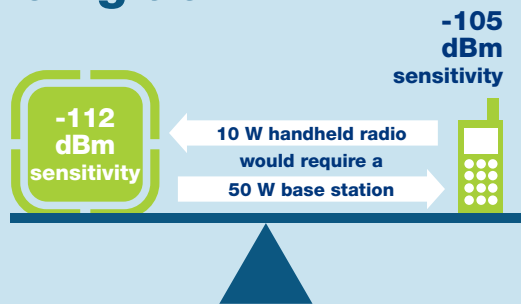 -105
dBm
sensitivity
-112
dBm
sensitivity
10 W handheld radio
would require a
50 W base station